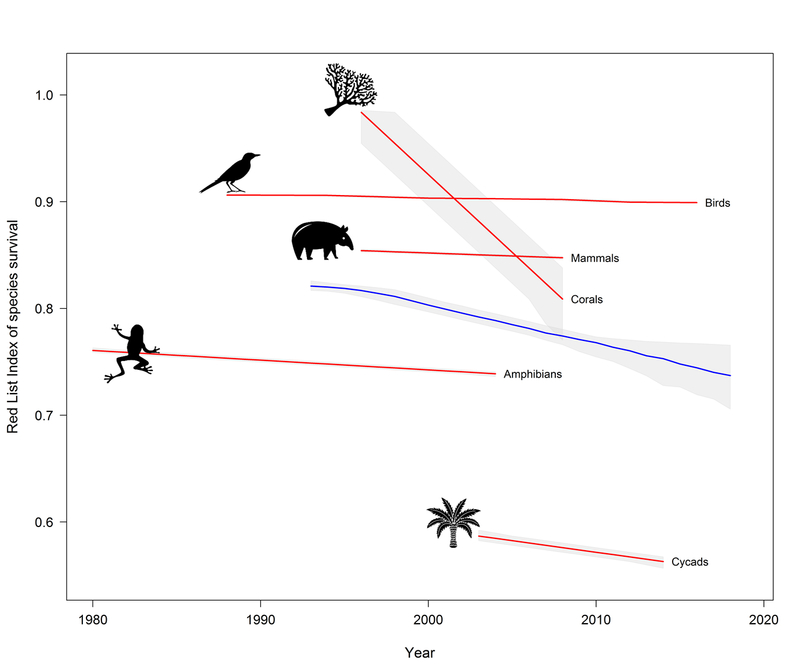 1.0
0.9
0.8
0.7
0.6
Red List Index of species survival
Birds
Mammals
Corals
Amphibians
Cycads
1980 1990 2000 2010 2020
Year